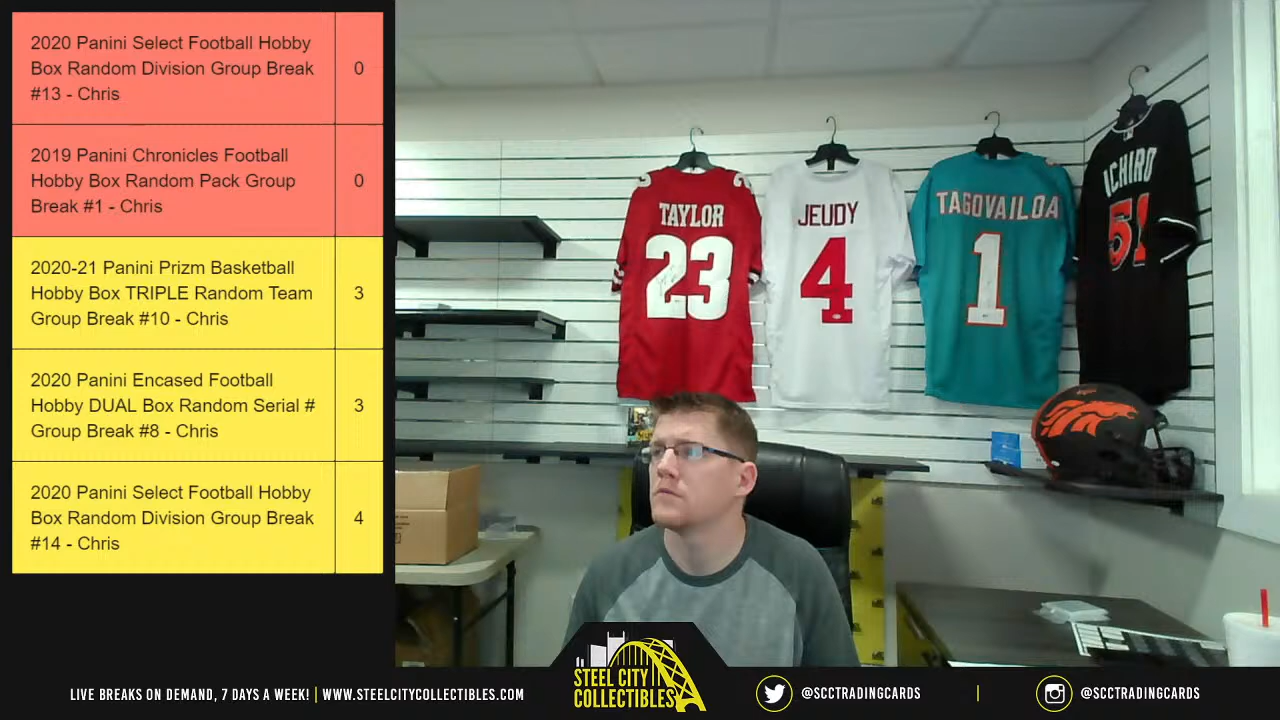 2020 Panini Select Football Hobby
Box Random Division Group Break
#13 - Chris
0
2019 Panini Chronicles Football
Hobby Box Random Pack Group
Break #1 - Chris
0
2020-21 Panini Prizm Basketball
Hobby Box TRIPLE Random Team
Group Break #10 - Chris
3
2020 Panini Encased Football
Hobby DUAL Box Random Serial #
Group Break #8 - Chris
3
2020 Panini Select Football Hobby
Box Random Division Group Break
#14 - Chris
4
TAYLOR
23
JEUDY
4
TAGOVAILOA
1
ICHIRO
51
LIVE BREAKS ON DEMAND, 7 DAYS A WEEK! | WWW.STEELCITYCOLLECTIBLES.COM
STEEL CITY
COLLECTIBLES
@SCCTRADINGCARDS | @SCCTRADINGCARDS